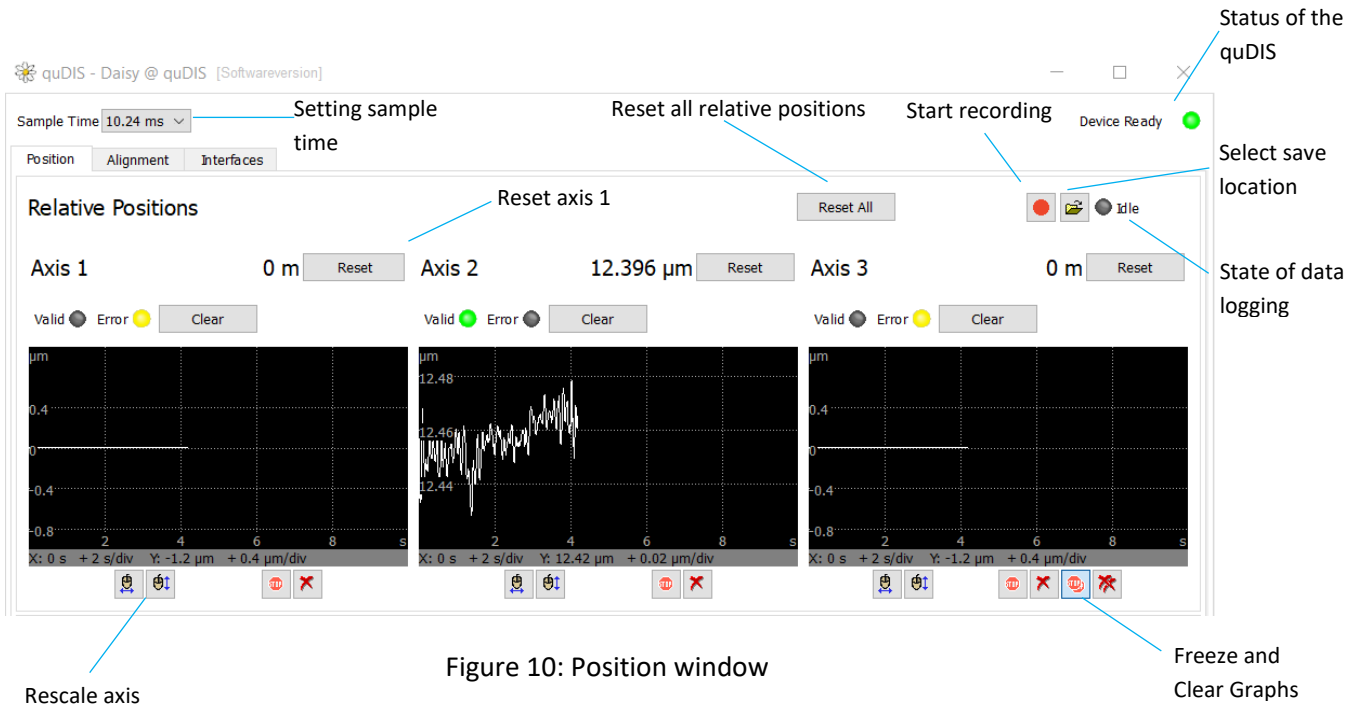 Status of the
quDIS
quDIS - Daisy @ quDIS [Softwareversion]
Sample Time 10.24 ms
Setting sample
time
Reset all relative positions
Start recording
Device Ready
Position Alignment Interfaces
Select save
location
Relative Positions
Reset axis 1
Reset All
Idle
Axis 1 0 m Reset
Axis 2 12.396 µm Reset
Axis 3 0 m Reset
State of data
logging
Valid Error Clear
Valid Error Clear
Valid Error Clear
µm
0.4
0
-0.4
-0.8
2 4 6 8 s
X: 0 s + 2 s/div Y: -1.2 µm + 0.4 µm/div
µm
12.48
12.46
12.44
2 4 6 8 s
X: 0 s + 2 s/div Y: 12.42 µm + 0.02 µm/div
µm
0.4
0
-0.4
-0.8
2 4 6 8 s
X: 0 s + 2 s/div Y: -1.2 µm + 0.4 µm/div
STOP
STOP
STOP
Rescale axis
Figure 10: Position window
Freeze and
Clear Graphs